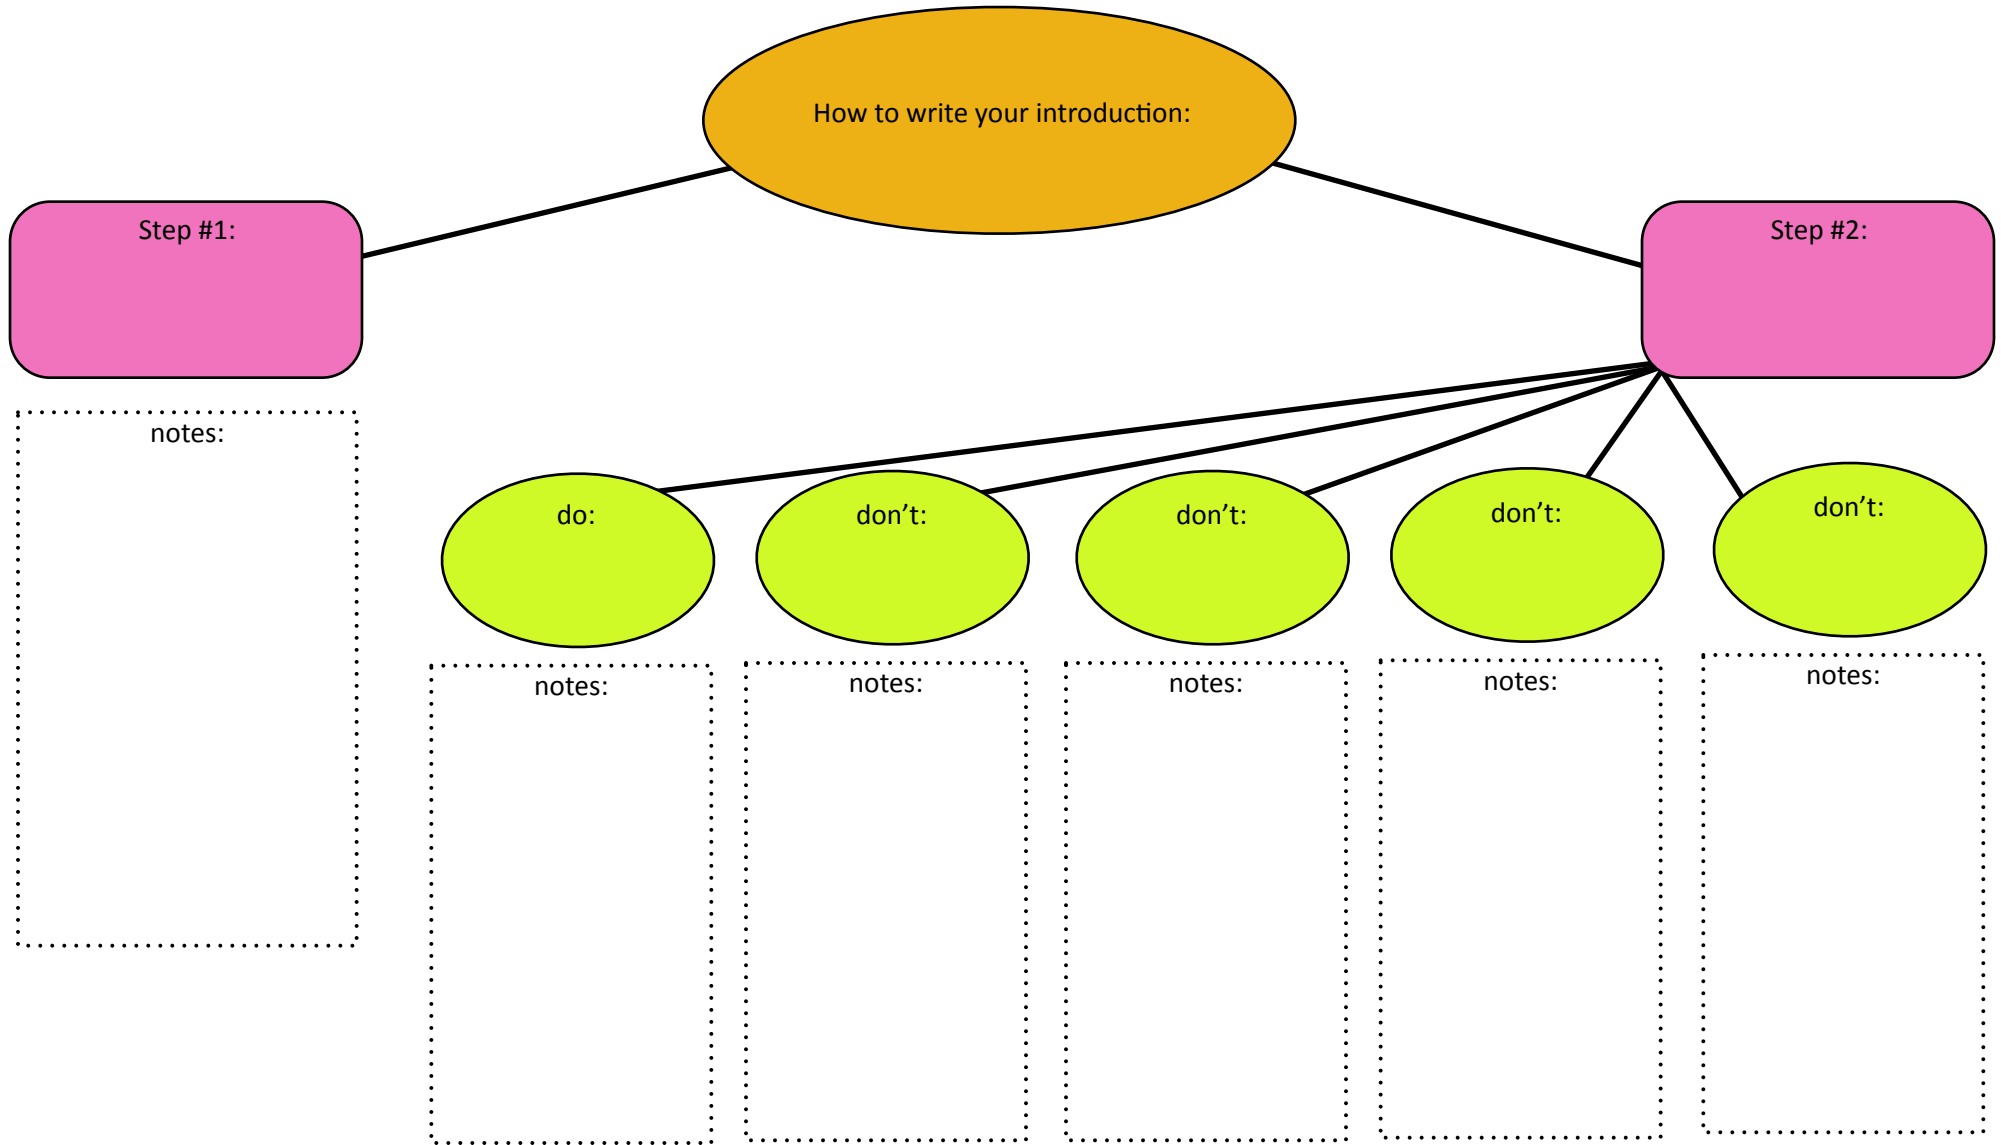 How to write your introduction:
Step #1:
Step #2:
notes:
do:
don’t:
don’t:
don’t:
don’t:
notes:
notes:
notes:
notes:
notes: